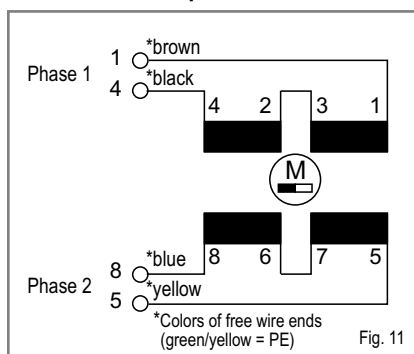 *brown
Phase 1 1
*black
4
4 2 3 1
M
8 6 7 5
*blue
Phase 2 8
*yellow
5
*Colors of free wire ends
(green/yellow = PE) Fig. 11